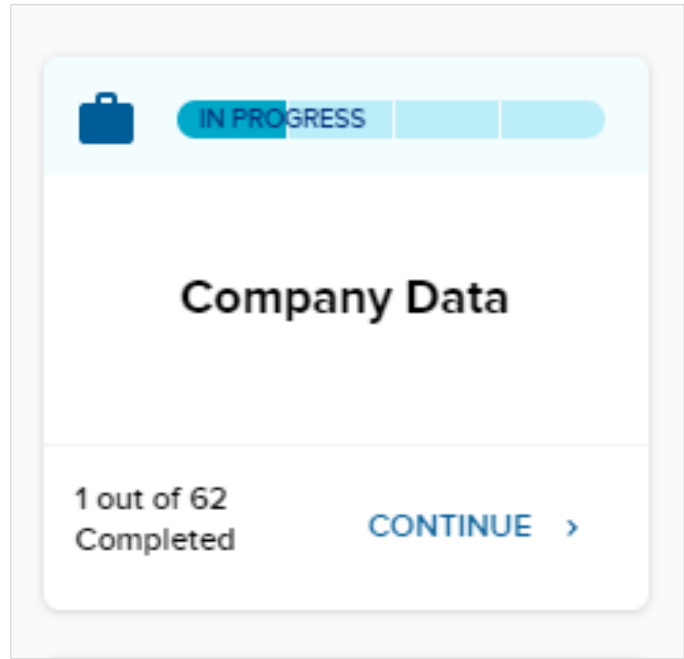 IN PROGRESS
Company Data
1 out of 62
Completed
CONTINUE ›